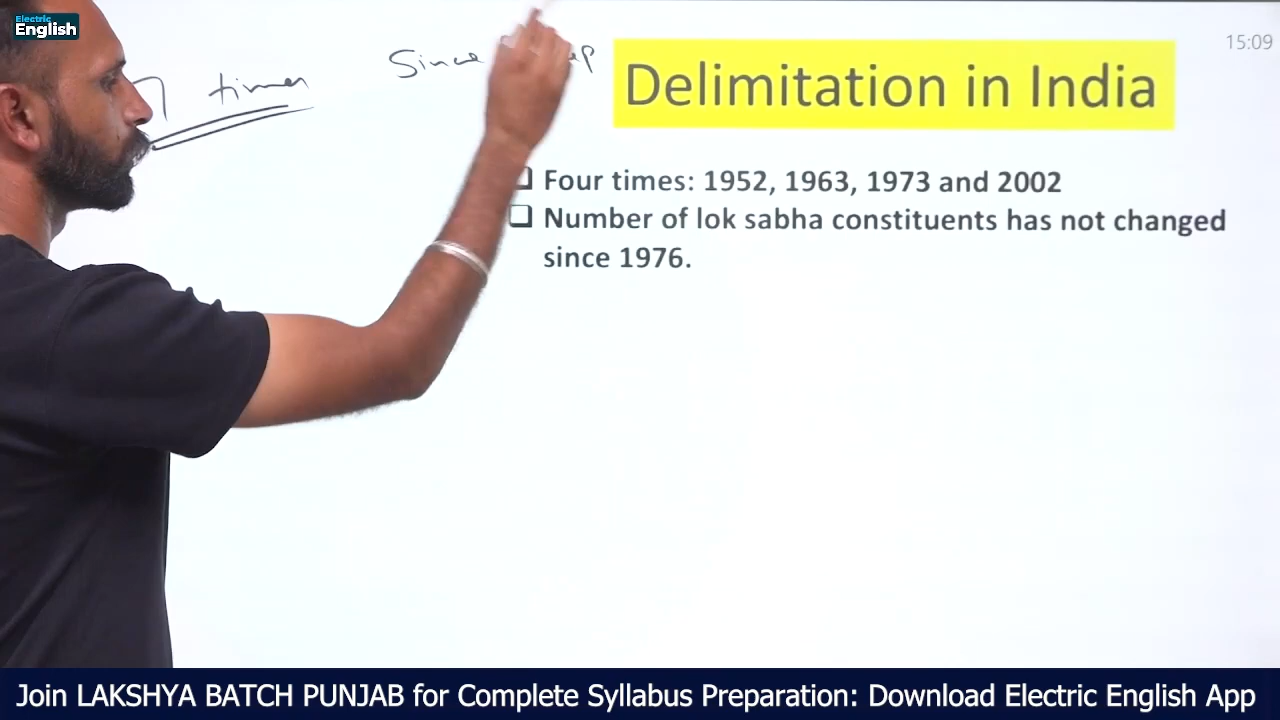 Electric
English
15:09
7 times
Since
Delimitation in India
Four times: 1952, 1963, 1973 and 2002
Number of lok sabha constituents has not changed
since 1976.
Join LAKSHYA BATCH PUNJAB for Complete Syllabus Preparation: Download Electric English App